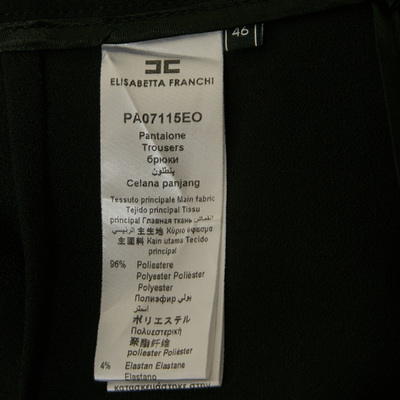 46
ELISABETTA FRANCHI
PA07115EO
Pantalone
Trousers
брюки
بنطلون
Celana panjang
Tessuto principale Main fabric
Tejido principal Tissu
principal Главная ткань القماش
الرئيسي Κύριο ύφασμα 主生地
主面料 Kain utama Tecido
principal
96% Poliestere
Polyester Polièster
Polyester
Полиэфир بولي
أستر
ポリエステル
Πολυεστερική
聚酯纤维
poliester Poliéster
4% Elastan Elastane
Elastano